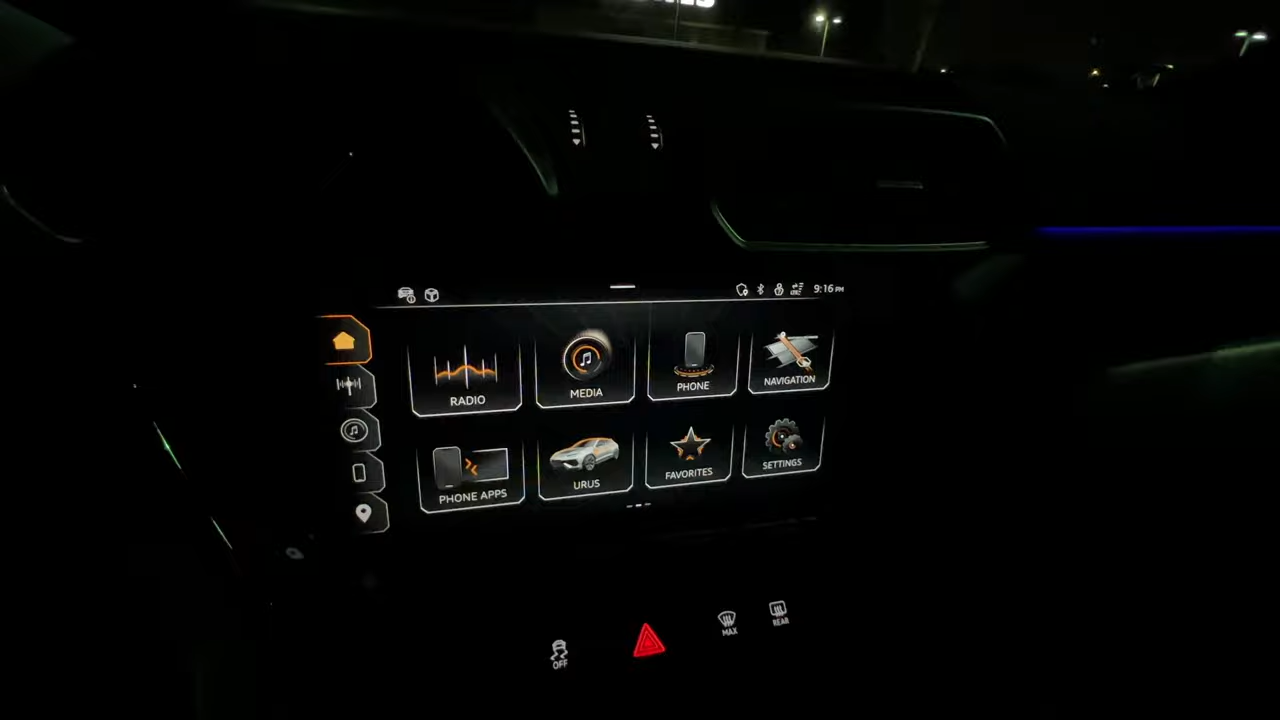 9:16 PM
RADIO
MEDIA
PHONE
NAVIGATION
PHONE APPS
URUS
FAVORITES
SETTINGS
OFF
MAX
REAR